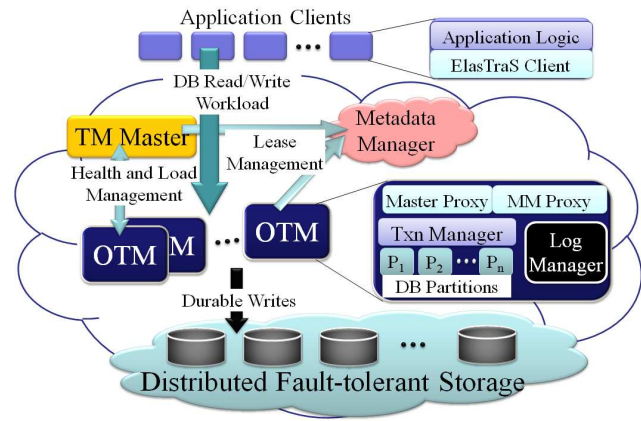 Application Clients
Application Logic
ElasTraS Client
DB Read/Write
Workload
TM Master
Metadata
Manager
Lease
Management
Health and Load
Management
Master Proxy
MM Proxy
OTM
M
OTM
Txn Manager
Log
Manager
P1
P2
Pn
DB Partitions
Durable Writes
Distributed Fault-tolerant Storage